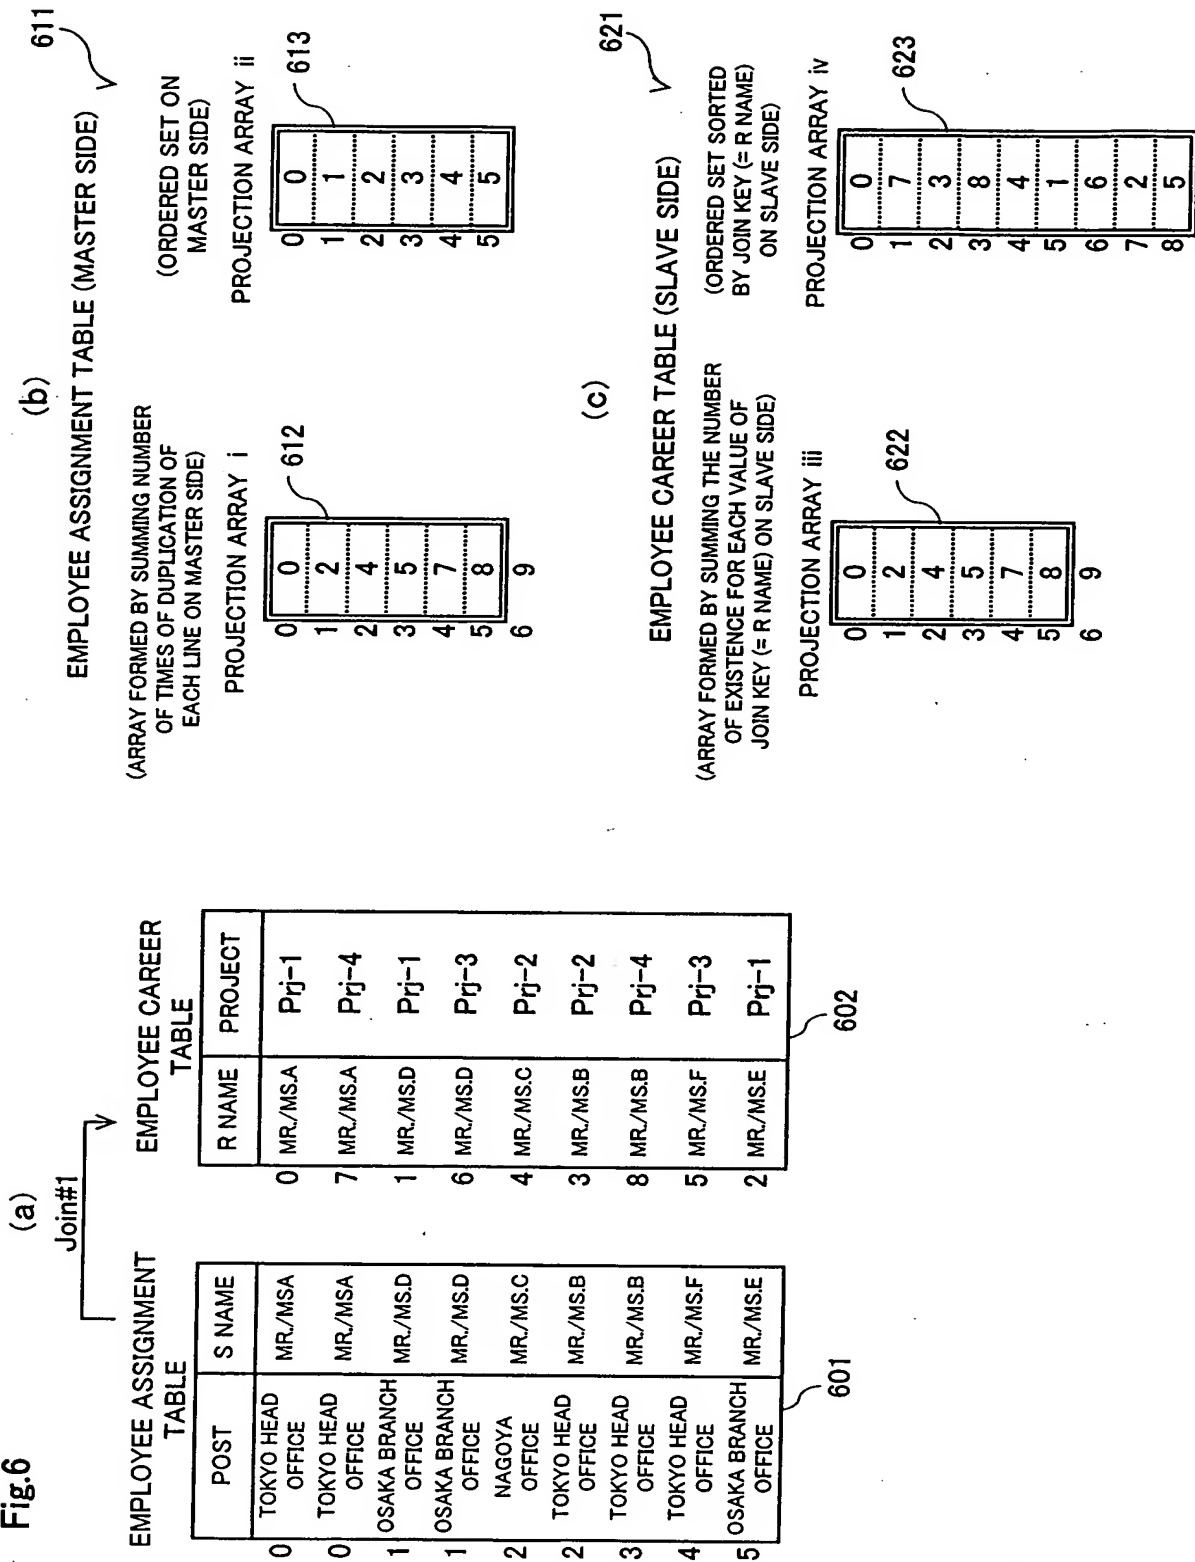 Fig.6
(a)
Join#1
EMPLOYEE ASSIGNMENT
TABLE
POST S NAME
0 TOKYO HEAD OFFICE MR./MSA
0 TOKYO HEAD OFFICE MR./MSA
1 OSAKA BRANCH OFFICE MR./MS.D
1 OSAKA BRANCH OFFICE MR./MS.D
2 NAGOYA OFFICE MR./MS.C
2 TOKYO HEAD OFFICE MR./MS.B
3 TOKYO HEAD OFFICE MR./MS.B
4 TOKYO HEAD OFFICE MR./MS.F
5 OSAKA BRANCH OFFICE MR./MS.E
601
EMPLOYEE CAREER
TABLE
R NAME PROJECT
0 MR./MS.A Prj-1
7 MR./MS.A Prj-4
1 MR./MS.D Prj-1
6 MR./MS.D Prj-3
4 MR./MS.C Prj-2
3 MR./MS.B Prj-2
8 MR./MS.B Prj-4
5 MR./MS.F Prj-3
2 MR./MS.E Prj-1
602
(b)
EMPLOYEE ASSIGNMENT TABLE (MASTER SIDE)
611
(ARRAY FORMED BY SUMMING NUMBER
OF TIMES OF DUPLICATION OF
EACH LINE ON MASTER SIDE)
PROJECTION ARRAY i
612
0 0
1 2
2 4
3 5
4 7
5 8
6 9
(ORDERED SET ON
MASTER SIDE)
PROJECTION ARRAY ii
613
0 0
1 1
2 2
3 3
4 4
5 5
(c)
EMPLOYEE CAREER TABLE (SLAVE SIDE)
621
(ARRAY FORMED BY SUMMING THE NUMBER
OF EXISTENCE FOR EACH VALUE OF
JOIN KEY (= R NAME) ON SLAVE SIDE)
PROJECTION ARRAY iii
622
0 0
1 2
2 4
3 5
4 7
5 8
6 9
(ORDERED SET SORTED
BY JOIN KEY (= R NAME)
ON SLAVE SIDE)
PROJECTION ARRAY iv
623
0 0
1 7
2 3
3 8
4 4
5 1
6 6
7 2
8 5